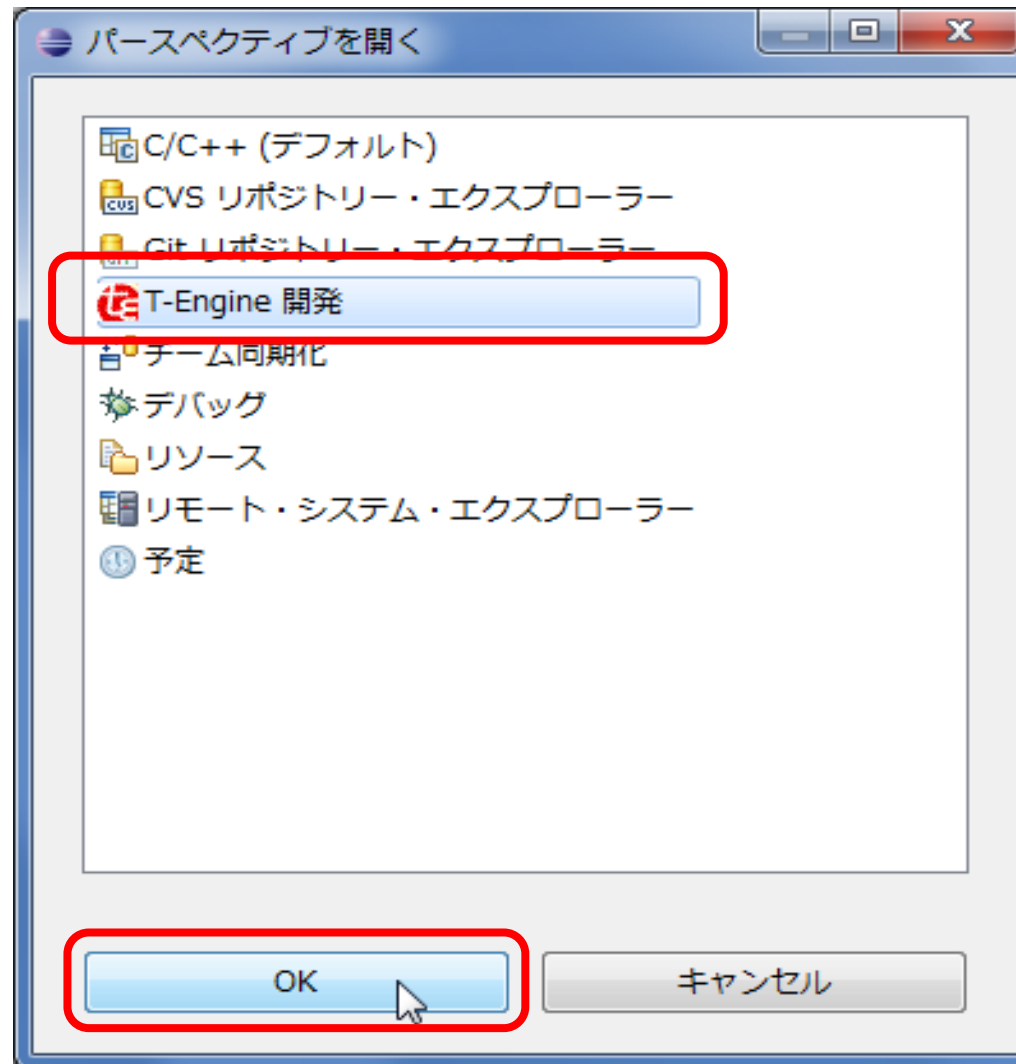 パースペクティブを開く
C/C++ (デフォルト)
CVS リポジトリー・エクスプローラー
Git リポジトリー・エクスプローラー
T-Engine 開発
チーム同期化
デバッグ
リソース
リモート・システム・エクスプローラー
予定
OK
キャンセル